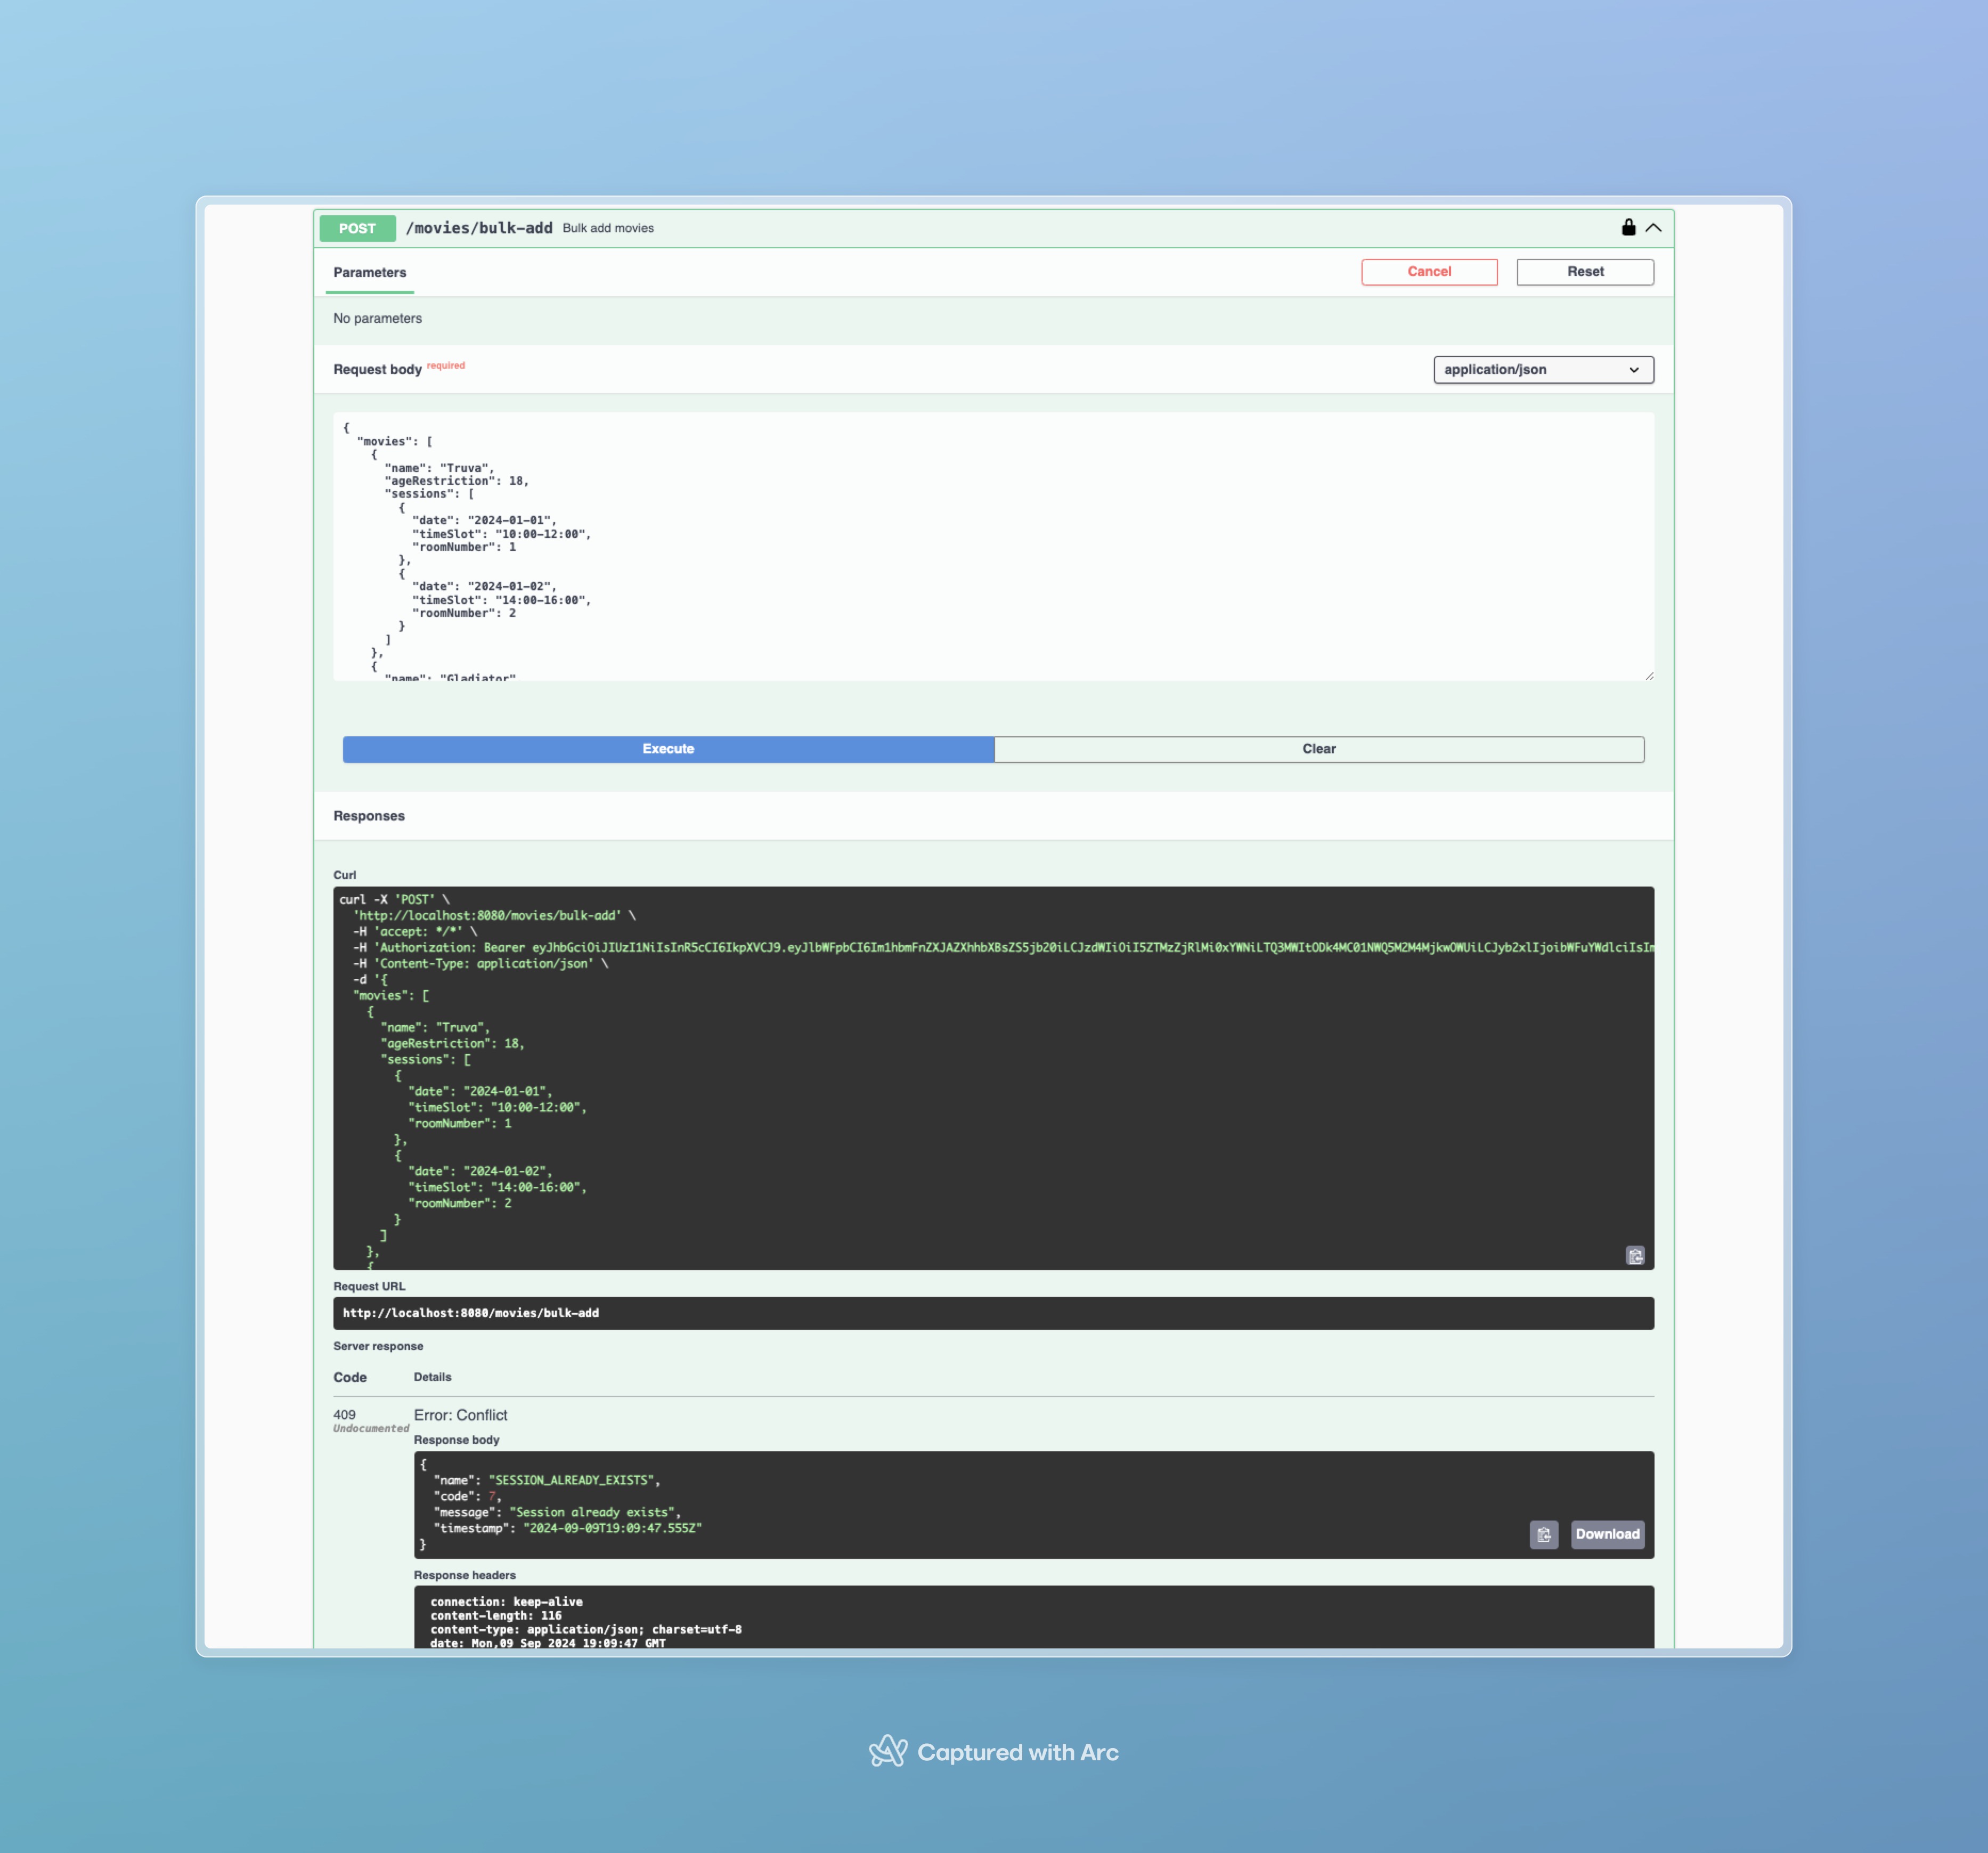 POST /movies/bulk-add Bulk add movies
Parameters
Cancel
Reset
No parameters
Request body required
application/json
{
  "movies": [
    {
      "name": "Truva",
      "ageRestriction": 18,
      "sessions": [
        {
          "date": "2024-01-01",
          "timeSlot": "10:00-12:00",
          "roomNumber": 1
        },
        {
          "date": "2024-01-02",
          "timeSlot": "14:00-16:00",
          "roomNumber": 2
        }
      ]
    },
    {
      "name": "Gladiator"
Execute
Clear
Responses
Curl
curl -X 'POST' \
  'http://localhost:8080/movies/bulk-add' \
  -H 'accept: */*' \
  -H 'Authorization: Bearer
  -H 'Content-Type: application/json' \
  -d '{
  "movies": [
    {
      "name": "Truva",
      "ageRestriction": 18,
      "sessions": [
        {
          "date": "2024-01-01",
          "timeSlot": "10:00-12:00",
          "roomNumber": 1
        },
        {
          "date": "2024-01-02",
          "timeSlot": "14:00-16:00",
          "roomNumber": 2
        }
      ]
    },
    {
Request URL
http://localhost:8080/movies/bulk-add
Server response
Code Details
409 Error: Conflict
Undocumented
Response body
{
  "name": "SESSION_ALREADY_EXISTS",
  "code": 7,
  "message": "Session already exists",
  "timestamp": "2024-09-09T19:09:47.555Z"
}
Download
Response headers
connection: keep-alive
content-length: 116
content-type: application/json; charset=utf-8
date: Mon,09 Sep 2024 19:09:47 GMT
Captured with Arc